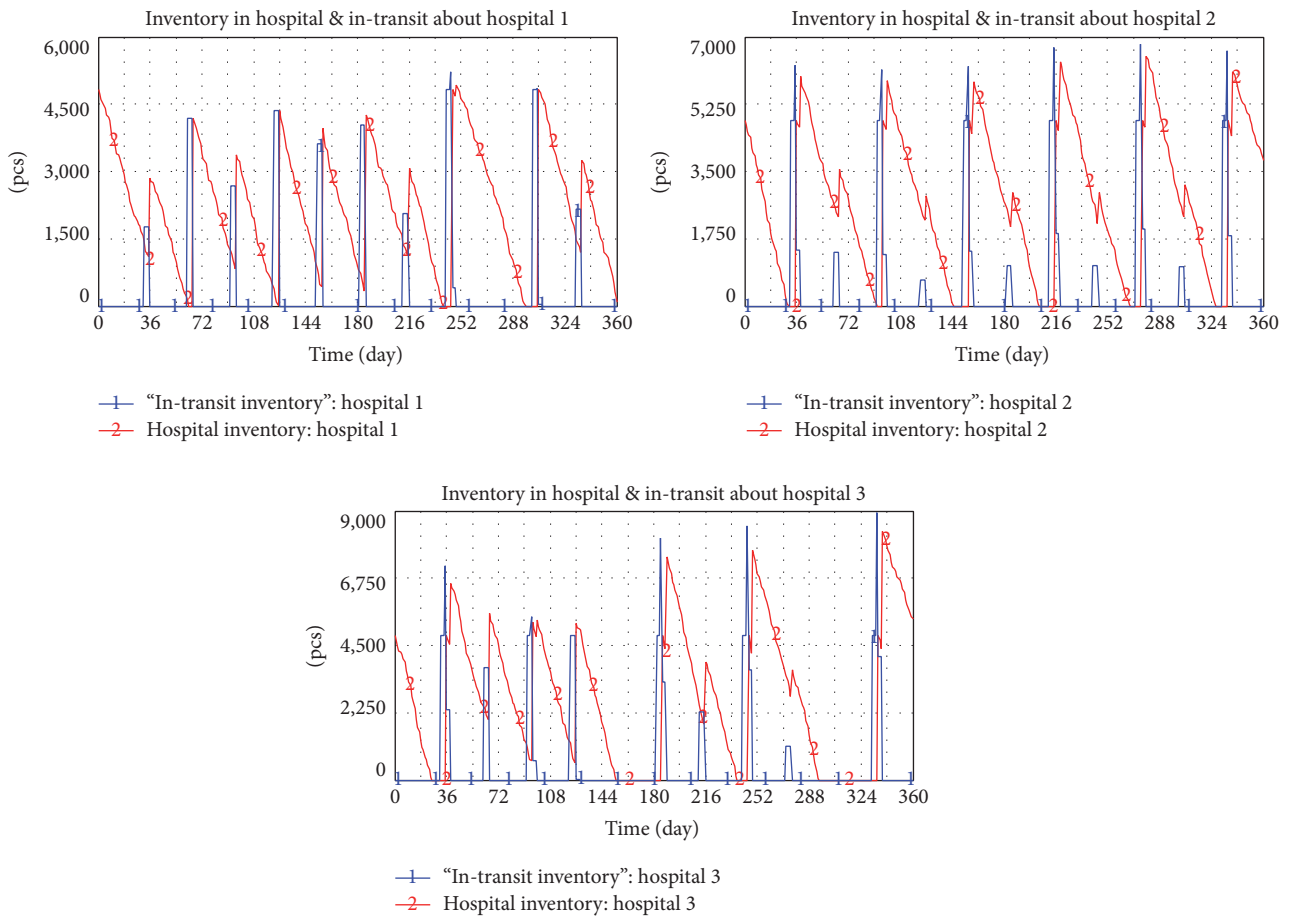 Inventory in hospital & in-transit about hospital 1
6,000
4,500
3,000
1,500
0
(pcs)
0 36 72 108 144 180 216 252 288 324 360
Time (day)
1 “In-transit inventory”: hospital 1
2 Hospital inventory: hospital 1
Inventory in hospital & in-transit about hospital 2
7,000
5,250
3,500
1,750
0
(pcs)
0 36 72 108 144 180 216 252 288 324 360
Time (day)
1 “In-transit inventory”: hospital 2
2 Hospital inventory: hospital 2
Inventory in hospital & in-transit about hospital 3
9,000
6,750
4,500
2,250
0
(pcs)
0 36 72 108 144 180 216 252 288 324 360
Time (day)
1 “In-transit inventory”: hospital 3
2 Hospital inventory: hospital 3